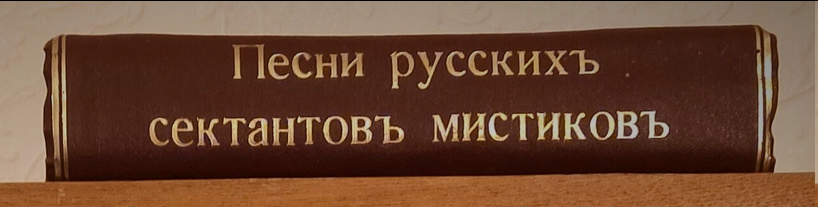 Песни русскихъ
сектантовъ мистиковъ